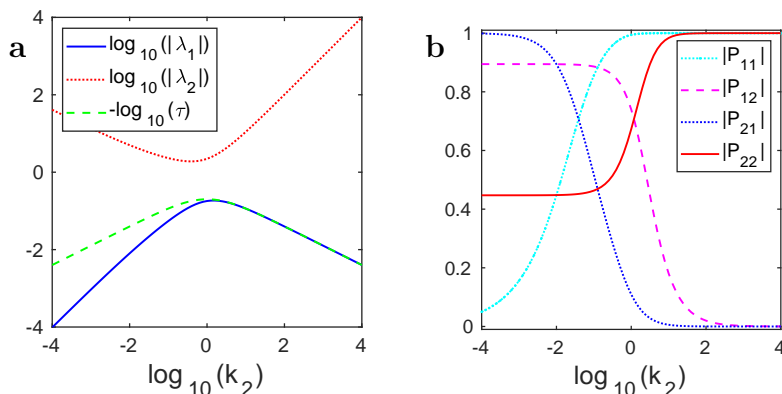 a
log10(|λ1|)
log10(|λ2|)
-log10(τ)
4
2
0
-2
-4
-4 -2 0 2 4
log10(k2)
b
|P11|
|P12|
|P21|
|P22|
1
0.8
0.6
0.4
0.2
0
-4 -2 0 2 4
log10(k2)